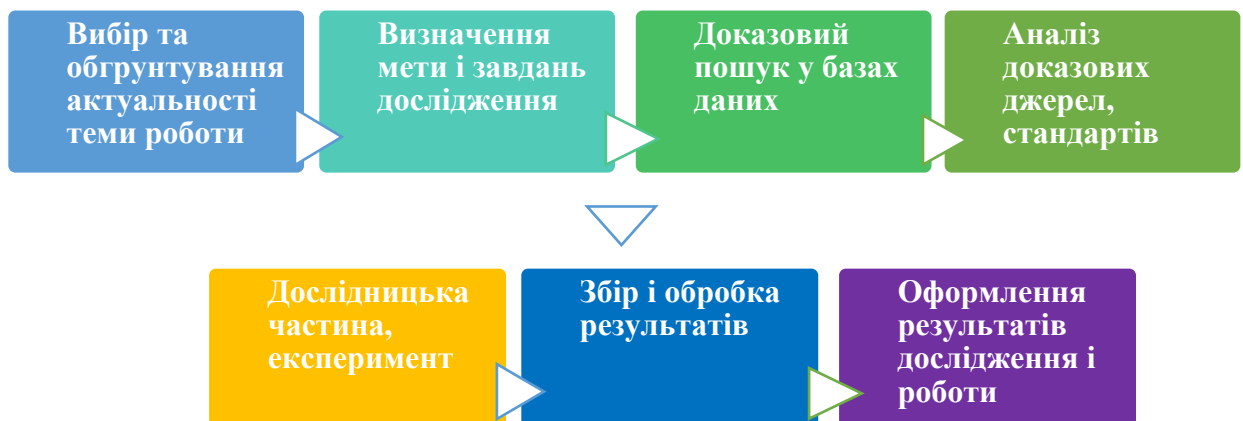 Вибір та
обгрунтування
актуальності
теми роботи
Визначення
мети і завдань
дослідження
Доказовий
пошук у базах
даних
Аналіз
доказових
джерел,
стандартів
Дослідницька
частина,
експеримент
Збір і обробка
результатів
Оформлення
результатів
дослідження і
роботи